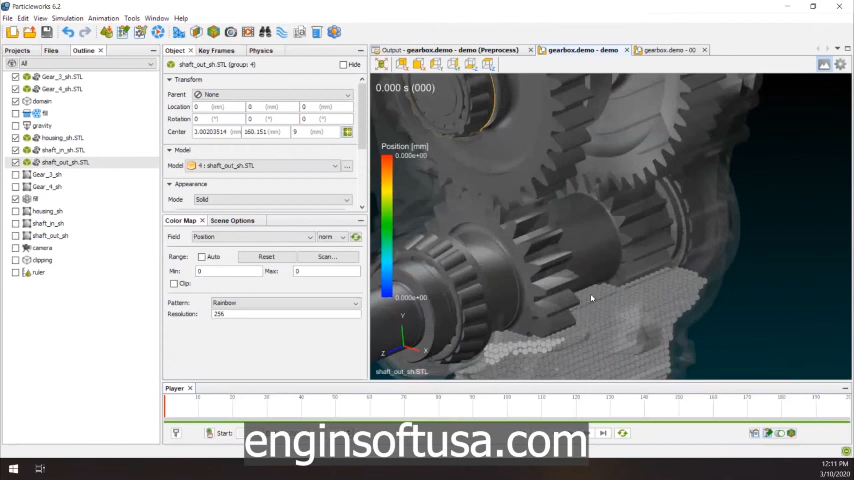 Particleworks 6.2
File Edit View Simulation Animation Tools Window Help
Projects Files Outline
All
Gear_3_sh.STL
Gear_4_sh.STL
domain
fill
gravity
housing_sh.STL
shaft_in_sh.STL
shaft_out_sh.STL
Gear_3_sh
Gear_4_sh
fill
housing_sh
shaft_in_sh
shaft_out_sh
camera
clipping
ruler
Object Key Frames Physics
shaft_out_sh.STL (group: 4) Hide
Transform
Parent None
Location 0 (mm) 0 (mm) 0 (mm)
Rotation 0 (°) 0 (°) 0 (°)
Center 3.00203514 (mm 160.151 (mm 9 (mm)
Model
Model 4 : shaft_out_sh.STL ...
Appearance
Mode Solid
Color Map Scene Options
Field Position norm
Range: Auto Reset Scan...
Min: 0 Max: 0
Clip:
Pattern: Rainbow
Resolution: 256
Output - gearbox.demo - demo (Preprocess) gearbox.demo - demo gearbox.demo - 00
0.000 s (000)
Position [mm]
0.000e+00
0.000e+00
Y
Z X
shaft_out_sh.STL
Player
10 20 30 40 50 60 70 80 90 100 110 120 130 140 150 160 170 180 190
Start:
enginsoftusa.com
12:11 PM
3/10/2020